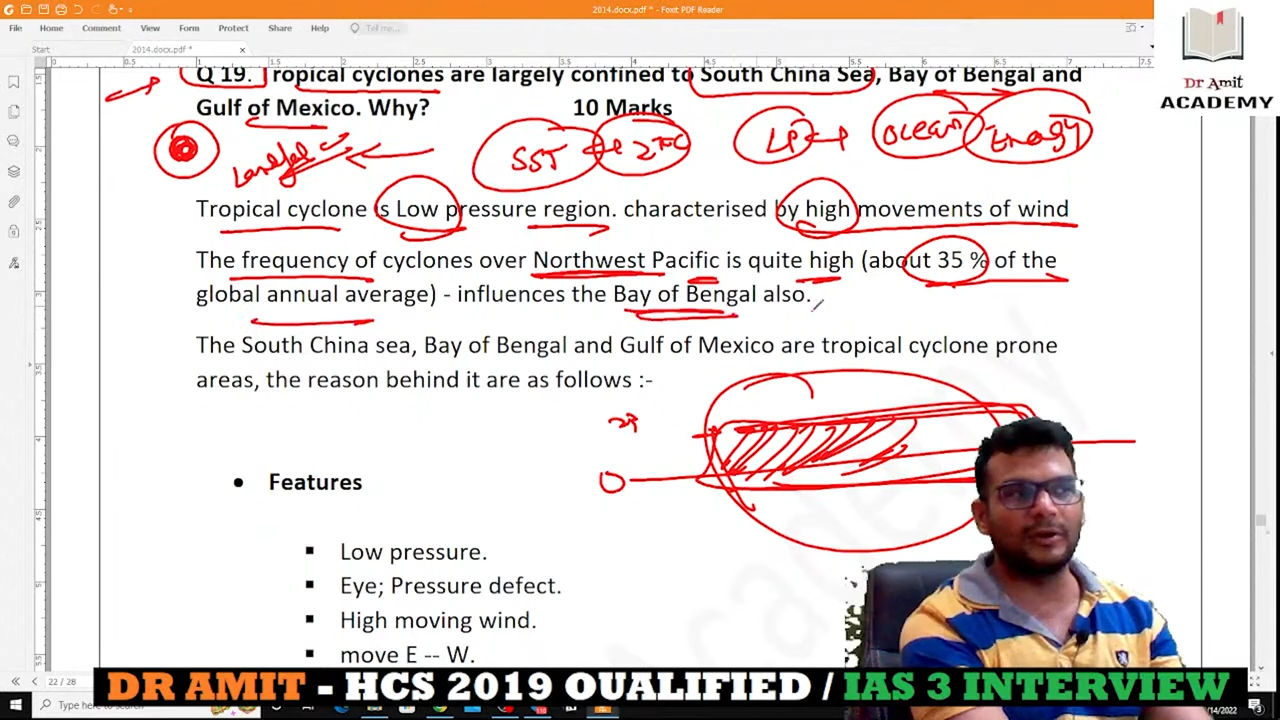 2014.docx.pdf * - Foxit PDF Reader
File Home Comment View Form Protect Share Help Tell me...
Start 2014.docx.pdf *
Q 19. Tropical cyclones are largely confined to South China Sea, Bay of Bengal and
Gulf of Mexico. Why? 10 Marks
SST LP Ocean Energy
Tropical cyclone is Low pressure region. characterised by high movements of wind
The frequency of cyclones over Northwest Pacific is quite high (about 35 % of the
global annual average) - influences the Bay of Bengal also.
The South China sea, Bay of Bengal and Gulf of Mexico are tropical cyclone prone
areas, the reason behind it are as follows :-
• Features
▪ Low pressure.
▪ Eye; Pressure defect.
▪ High moving wind.
▪ move E -- W.
Dr Amit
ACADEMY
22 / 28
DR AMIT - HCS 2019 QUALIFIED / IAS 3 INTERVIEW
Type here to search